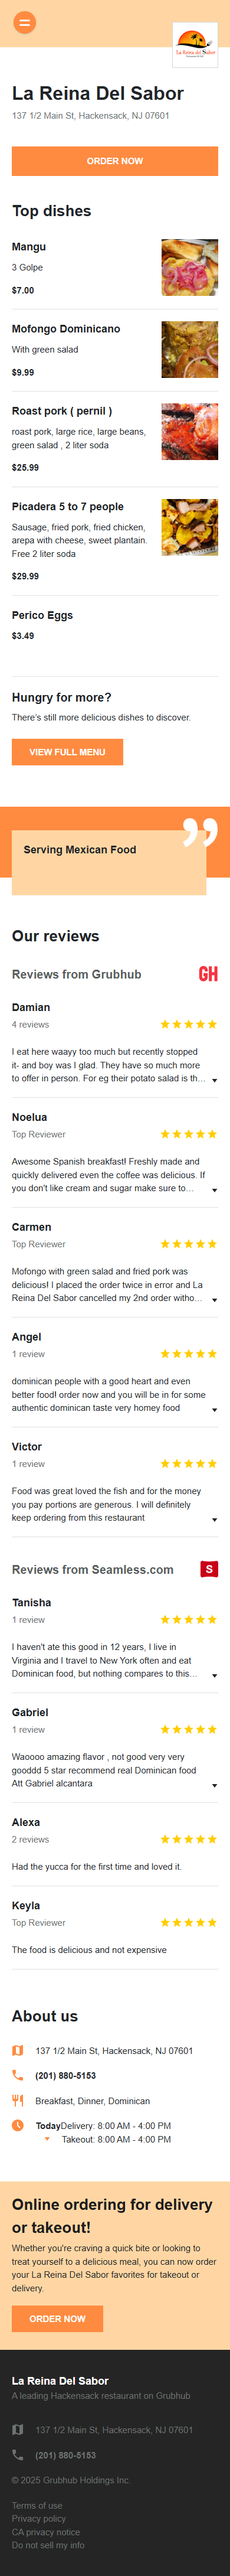 La Reina Del Sabor
La Reina Del Sabor
137 1/2 Main St, Hackensack, NJ 07601
ORDER NOW
Top dishes
Mangu
3 Golpe
$7.00
Mofongo Dominicano
With green salad
$9.99
Roast pork ( pernil )
roast pork, large rice, large beans,
green salad , 2 liter soda
$25.99
Picadera 5 to 7 people
Sausage, fried pork, fried chicken,
arepa with cheese, sweet plantain.
Free 2 liter soda
$29.99
Perico Eggs
$3.49
Hungry for more?
There's still more delicious dishes to discover.
VIEW FULL MENU
Serving Mexican Food
Our reviews
Reviews from Grubhub
GH
Damian
4 reviews
I eat here waayy too much but recently stopped
it- and boy was I glad. They have so much more
to offer in person. For eg their potato salad is th...
Noelua
Top Reviewer
Awesome Spanish breakfast! Freshly made and
quickly delivered even the coffee was delicious. If
you don't like cream and sugar make sure to...
Carmen
Top Reviewer
Mofongo with green salad and fried pork was
delicious! I placed the order twice in error and La
Reina Del Sabor cancelled my 2nd order witho...
Angel
1 review
dominican people with a good heart and even
better food! order now and you will be in for some
authentic dominican taste very homey food
Victor
1 review
Food was great loved the fish and for the money
you pay portions are generous. I will definitely
keep ordering from this restaurant
Reviews from Seamless.com
S
Tanisha
1 review
I haven't ate this good in 12 years, I live in
Virginia and I travel to New York often and eat
Dominican food, but nothing compares to this...
Gabriel
1 review
Waoooo amazing flavor , not good very very
gooddd 5 star recommend real Dominican food
Att Gabriel alcantara
Alexa
2 reviews
Had the yucca for the first time and loved it.
Keyla
Top Reviewer
The food is delicious and not expensive
About us
137 1/2 Main St, Hackensack, NJ 07601
(201) 880-5153
Breakfast, Dinner, Dominican
TodayDelivery: 8:00 AM - 4:00 PM
Takeout: 8:00 AM - 4:00 PM
Online ordering for delivery
or takeout!
Whether you're craving a quick bite or looking to
treat yourself to a delicious meal, you can now order
your La Reina Del Sabor favorites for takeout or
delivery.
ORDER NOW
La Reina Del Sabor
A leading Hackensack restaurant on Grubhub
137 1/2 Main St, Hackensack, NJ 07601
(201) 880-5153
© 2025 Grubhub Holdings Inc.
Terms of use
Privacy policy
CA privacy notice
Do not sell my info